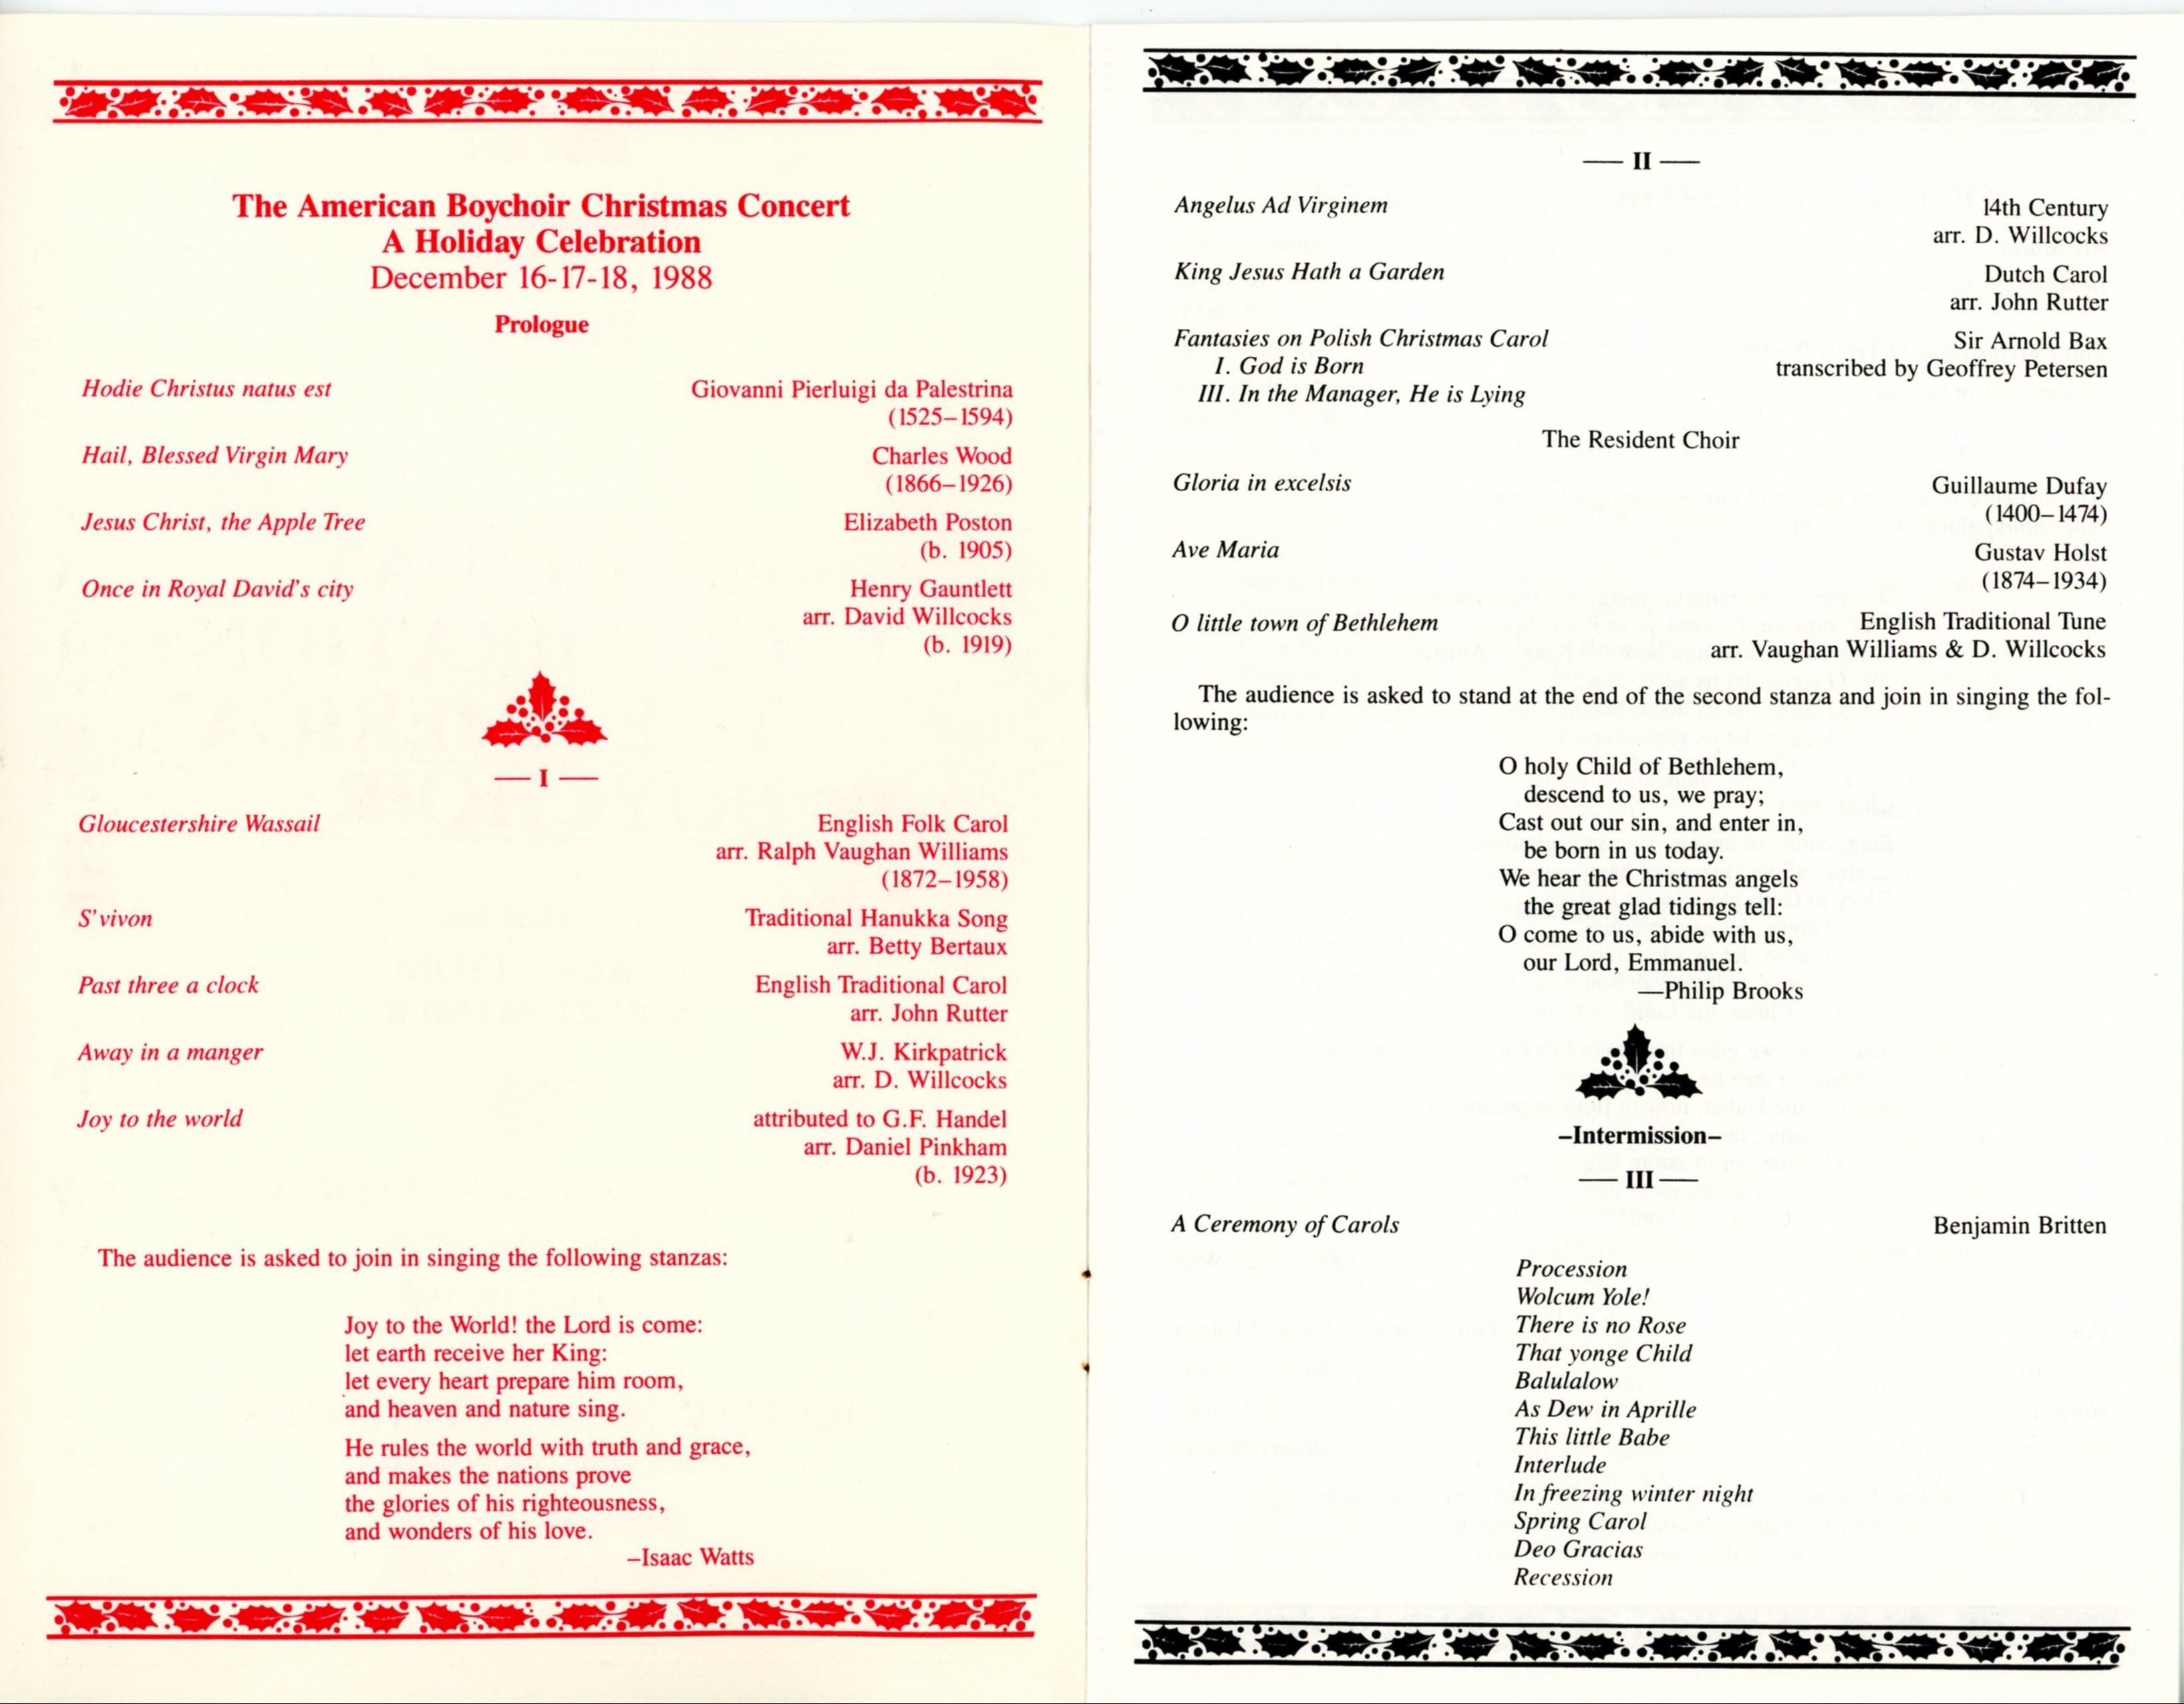 The American Boychoir Christmas Concert
A Holiday Celebration
December 16-17-18, 1988
Prologue
Hodie Christus natus est Giovanni Pierluigi da Palestrina
(1525–1594)
Hail, Blessed Virgin Mary Charles Wood
(1866–1926)
Jesus Christ, the Apple Tree Elizabeth Poston
(b. 1905)
Once in Royal David's city Henry Gauntlett
arr. David Willcocks
(b. 1919)
— I —
Gloucestershire Wassail English Folk Carol
arr. Ralph Vaughan Williams
(1872–1958)
S'vivon Traditional Hanukka Song
arr. Betty Bertaux
Past three a clock English Traditional Carol
arr. John Rutter
Away in a manger W.J. Kirkpatrick
arr. D. Willcocks
Joy to the world attributed to G.F. Handel
arr. Daniel Pinkham
(b. 1923)
The audience is asked to join in singing the following stanzas:
Joy to the World! the Lord is come:
let earth receive her King:
let every heart prepare him room,
and heaven and nature sing.
He rules the world with truth and grace,
and makes the nations prove
the glories of his righteousness,
and wonders of his love.
–Isaac Watts
— II —
Angelus Ad Virginem 14th Century
arr. D. Willcocks
King Jesus Hath a Garden Dutch Carol
arr. John Rutter
Fantasies on Polish Christmas Carol Sir Arnold Bax
I. God is Born transcribed by Geoffrey Petersen
III. In the Manager, He is Lying
The Resident Choir
Gloria in excelsis Guillaume Dufay
(1400–1474)
Ave Maria Gustav Holst
(1874–1934)
O little town of Bethlehem English Traditional Tune
arr. Vaughan Williams & D. Willcocks
The audience is asked to stand at the end of the second stanza and join in singing the fol-
lowing:
O holy Child of Bethlehem,
descend to us, we pray;
Cast out our sin, and enter in,
be born in us today.
We hear the Christmas angels
the great glad tidings tell:
O come to us, abide with us,
our Lord, Emmanuel.
—Philip Brooks
–Intermission–
— III —
A Ceremony of Carols Benjamin Britten
Procession
Wolcum Yole!
There is no Rose
That yonge Child
Balulalow
As Dew in Aprille
This little Babe
Interlude
In freezing winter night
Spring Carol
Deo Gracias
Recession